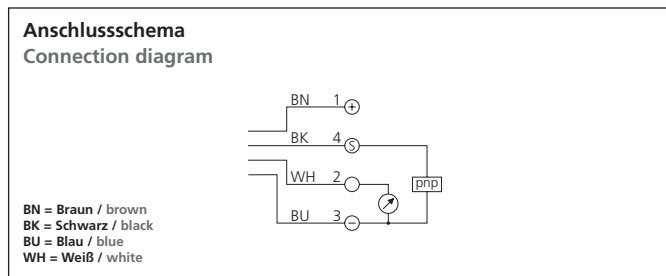 Anschlussschema
Connection diagram
BN 1 +
BK 4 S
WH 2
pnp
BU 3 −
BN = Braun / brown
BK = Schwarz / black
BU = Blau / blue
WH = Weiß / white